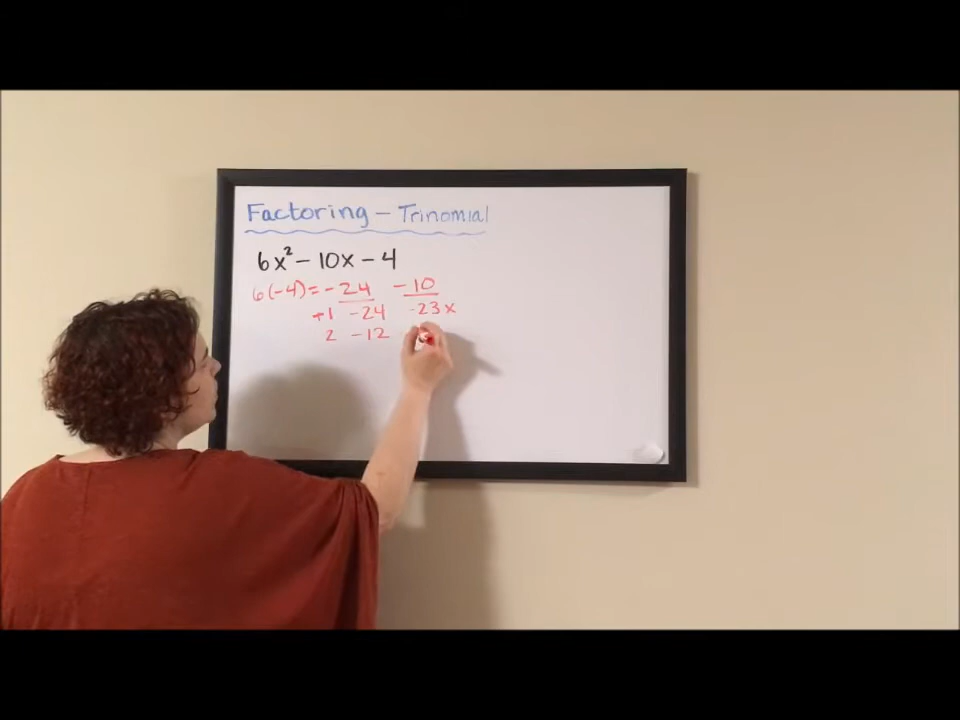 Factoring - Trinomial
6x² - 10x - 4
6(-4) = -24 -10
+1 -24 -23x
2 -12